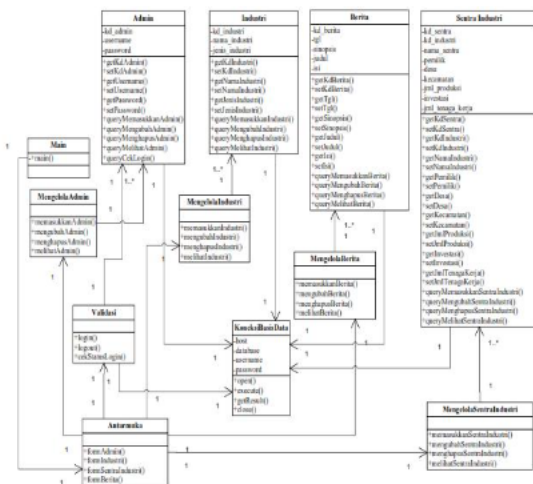 Admin
-kd_admin
-username
-password
+getKdAdmin()
+setKdAdmin()
+getUsername()
+setUsername()
+getPassword()
+setPassword()
+queryMemasukkanAdmin()
+queryMengubahAdmin()
+queryMenghapusAdmin()
+queryMelihatAdmin()
+queryCekLogin()
Industri
-kd_industri
-nama_industri
-jenis_industri
+getKdIndustri()
+setKdIndustri()
+getNamaIndustri()
+setNamaIndustri()
+getJenisIndustri()
+setJenisIndustri()
+queryMemasukkanIndustri()
+queryMengubahIndustri()
+queryMenghapusIndustri()
+queryMelihatIndustri()
Berita
-kd_berita
-tgl
-sinopsis
-judul
-isi
+getKdBerita()
+setKdBerita()
+getTgl()
+setTgl()
+getSinopsis()
+setSinopsis()
+getJudul()
+setJudul()
+getIsi()
+setIsi()
+queryMemasukkanBerita()
+queryMengubahBerita()
+queryMenghapusBerita()
+queryMelihatBerita()
Sentra Industri
-kd_sentra
-kd_industri
-nama_sentra
-pemilik
-desa
-kecamatan
-jml_produksi
-investasi
-jml_tenaga_kerja
+getKdSentra()
+setKdSentra()
+getKdIndustri()
+setKdIndustri()
+getNamaIndustri()
+setNamaIndustri()
+getPemilik()
+setPemilik()
+getDesa()
+setDesa()
+getKecamatan()
+setKecamatan()
+getJmlProduksi()
+setJmlProduksi()
+getInvestasi()
+setInvestasi()
+getJmlTenagaKerja()
+setJmlTenagaKerja()
+queryMemasukkanSentraIndustri()
+queryMengubahSentraIndustri()
+queryMenghapusSentraIndustri()
+queryMelihatSentraIndustri()
Main
+main()
MengelolaAdmin
+memasukkanAdmin()
+mengubahAdmin()
+menghapusAdmin()
+melihatAdmin()
MengelolaIndustri
+memasukkanIndustri()
+mengubahIndustri()
+menghapusIndustri()
+melihatIndustri()
MengelolaBerita
+memasukkanBerita()
+mengubahBerita()
+menghapusBerita()
+melihatBerita()
Validasi
+login()
+logout()
+cekStatusLogin()
KoneksiBasisData
-host
-database
-username
-password
+open()
+execute()
+getResult()
+close()
Antarmuka
+formAdmin()
+formIndustri()
+formSentraIndustri()
+formBerita()
MengelolaSentraIndustri
+memasukkanSentraIndustri()
+mengubahSentraIndustri()
+menghapusSentraIndustri()
+melihatSentraIndustri()